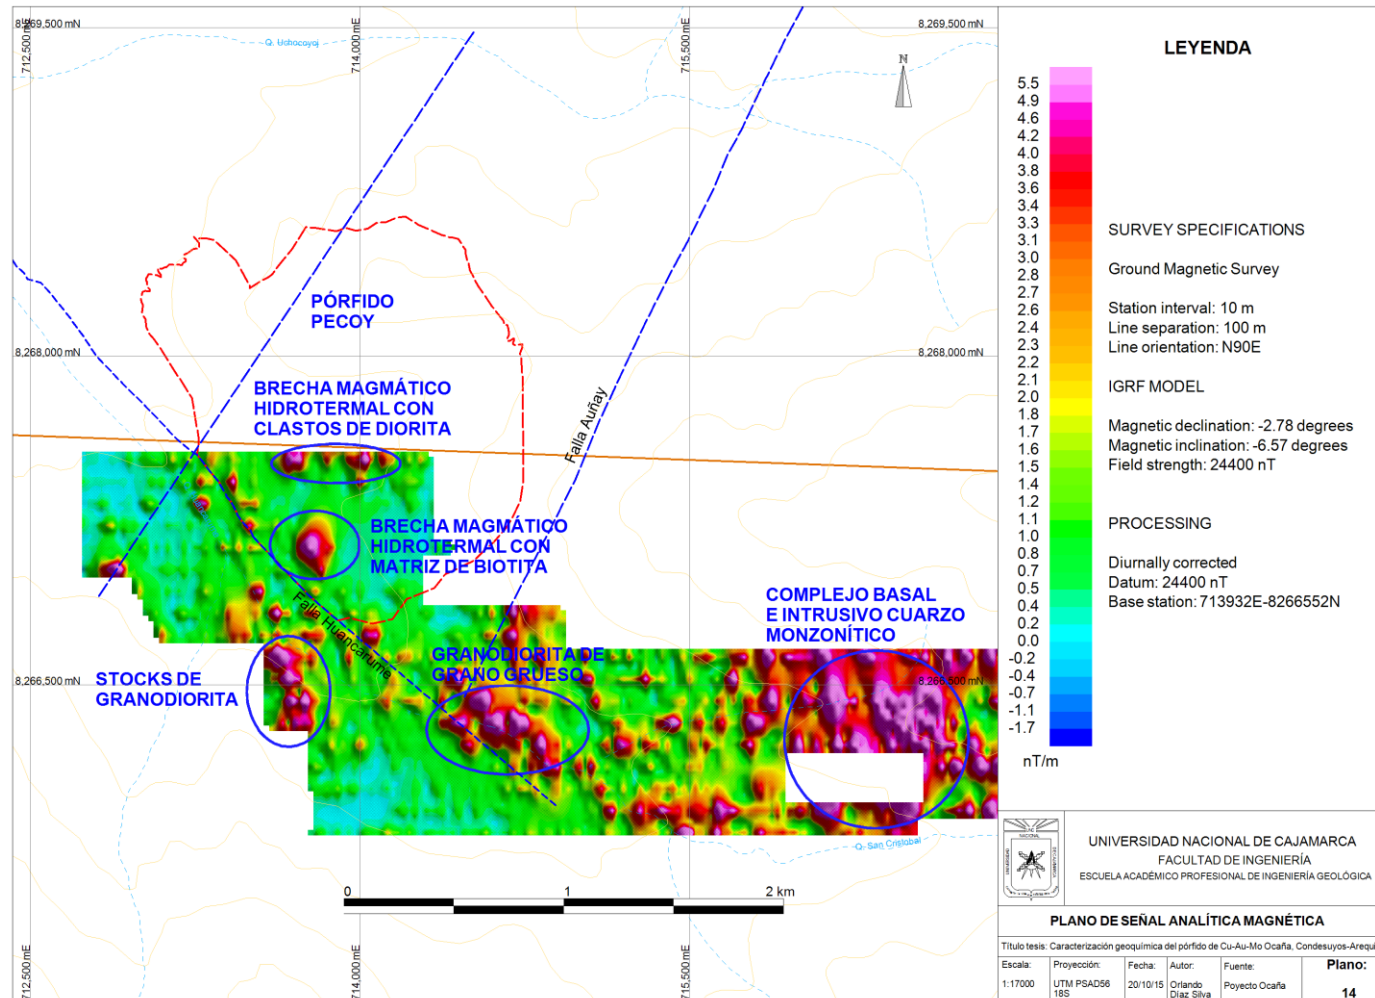 8,269,500 mN
8,269,500 mN
712,500 mE
714,000 mE
715,500 mE
Q. Uchocayoj
N
PÓRFIDO
PECOY
8,268,000 mN
8,268,000 mN
BRECHA MAGMÁTICO
HIDROTERMAL CON
CLASTOS DE DIORITA
Falla Auñay
BRECHA MAGMÁTICO
HIDROTERMAL CON
MATRIZ DE BIOTITA
Falla Huancarume
COMPLEJO BASAL
E INTRUSIVO CUARZO
MONZONÍTICO
GRANODIORITA DE
GRANO GRUESO
STOCKS DE
GRANODIORITA
8,266,500 mN
8,266,500 mN
Q. San Cristobal
0 1 2 km
712,500 mE
714,000 mE
715,500 mE
LEYENDA
5.5
4.9
4.6
4.2
4.0
3.8
3.6
3.4
3.3
3.1
3.0
2.8
2.7
2.6
2.4
2.3
2.2
2.1
2.0
1.8
1.7
1.6
1.5
1.4
1.2
1.1
1.0
0.8
0.7
0.5
0.4
0.2
0.0
-0.2
-0.4
-0.7
-1.1
-1.7
nT/m
SURVEY SPECIFICATIONS
Ground Magnetic Survey
Station interval: 10 m
Line separation: 100 m
Line orientation: N90E
IGRF MODEL
Magnetic declination: -2.78 degrees
Magnetic inclination: -6.57 degrees
Field strength: 24400 nT
PROCESSING
Diurnally corrected
Datum: 24400 nT
Base station: 713932E-8266552N
UNIVERSIDAD NACIONAL DE CAJAMARCA
FACULTAD DE INGENIERÍA
ESCUELA ACADÉMICO PROFESIONAL DE INGENIERÍA GEOLÓGICA
PLANO DE SEÑAL ANALÍTICA MAGNÉTICA
Título tesis: Caracterización geoquímica del pórfido de Cu-Au-Mo Ocaña, Condesuyos-Arequi
Escala: Proyección: Fecha: Autor: Fuente: Plano:
1:17000 UTM PSAD56 20/10/15 Orlando Poyecto Ocaña 14
18S Díaz Silva